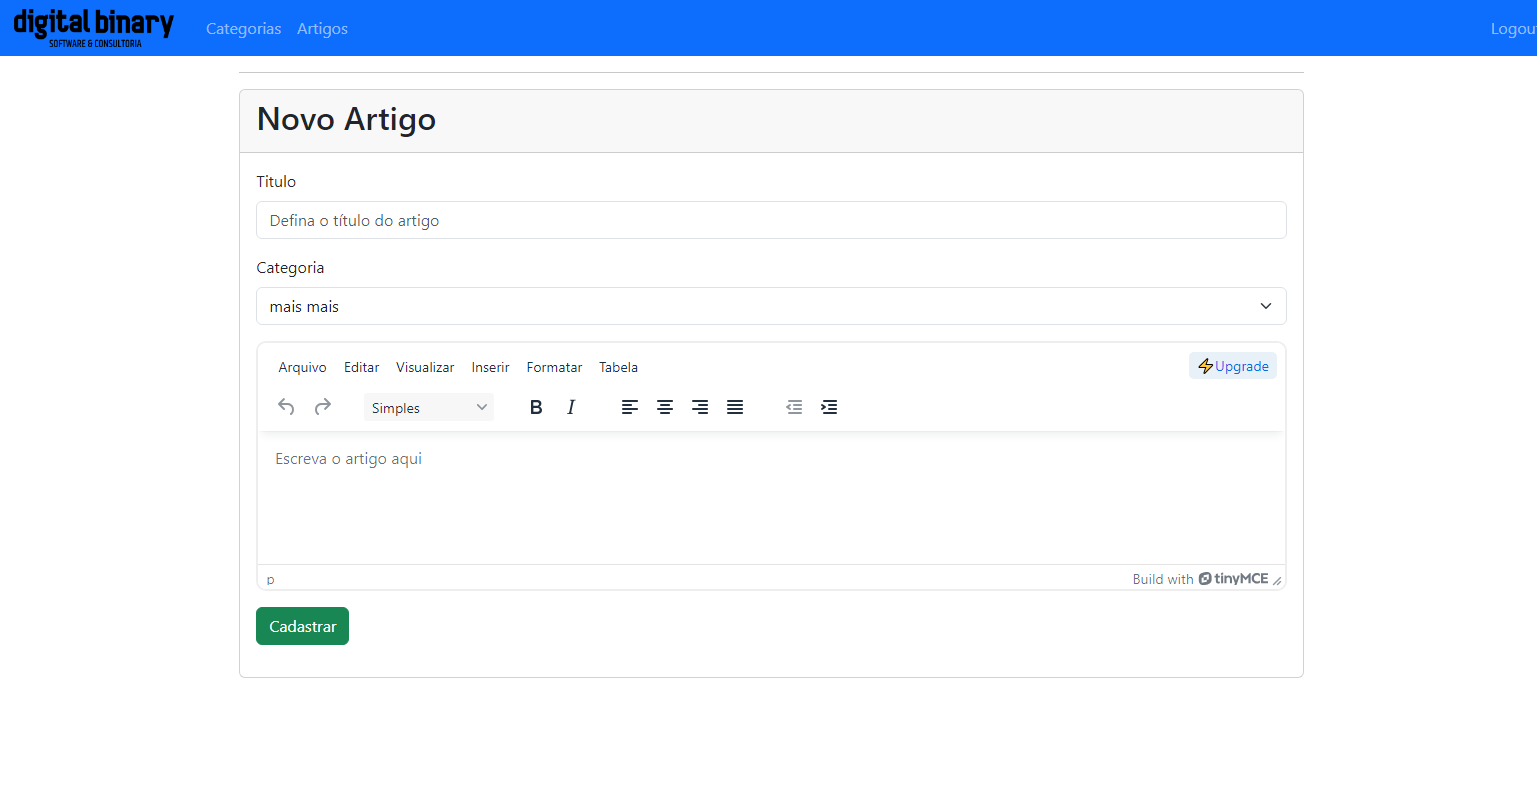 digital binary
SOFTWARE & CONSULTORIA
Categorias Artigos
Logou
Novo Artigo
Titulo
Defina o título do artigo
Categoria
mais mais
Arquivo Editar Visualizar Inserir Formatar Tabela
⚡Upgrade
Simples B I
Escreva o artigo aqui
p
Build with tinyMCE
Cadastrar